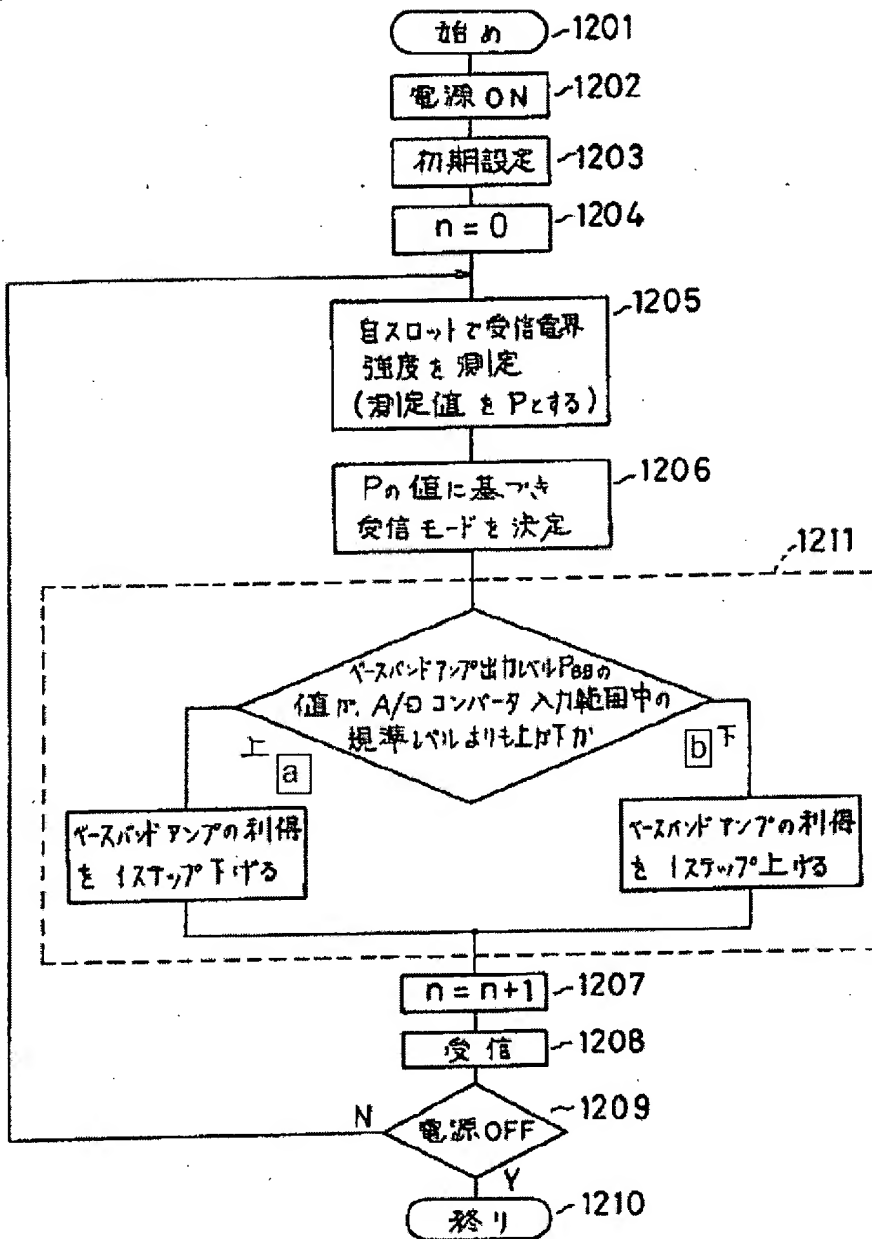 始め 1201
電源 ON 1202
初期設定 1203
n = 0 1204
自スロットで受信電界
強度を測定
(測定値をPとする)
1205
Pの値に基づき
受信モードを決定
1206
1211
ベースバンドアンプ出力レベルPBBの
値が、A/Dコンバータ入力範囲中の
規準レベルよりも上か下か
上 a
b 下
ベースバンドアンプの利得
を1ステップ下げる
ベースバンドアンプの利得
を1ステップ上げる
n = n+1 1207
受信 1208
N 電源OFF 1209
Y
終り 1210